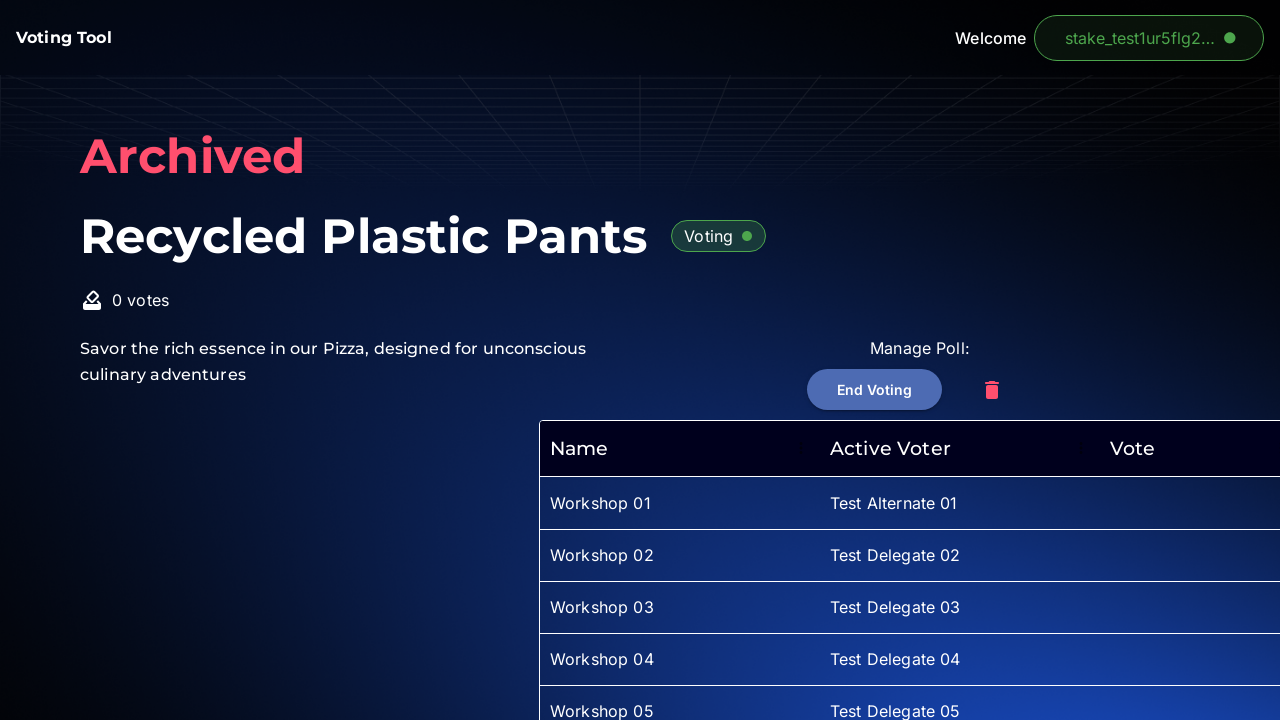 Voting Tool
Welcome
stake_test1ur5flg2...
Archived
Recycled Plastic Pants
Voting
0 votes
Savor the rich essence in our Pizza, designed for unconscious
culinary adventures
Manage Poll:
End Voting
Name Active Voter Vote
Workshop 01 Test Alternate 01
Workshop 02 Test Delegate 02
Workshop 03 Test Delegate 03
Workshop 04 Test Delegate 04
Workshop 05 Test Delegate 05